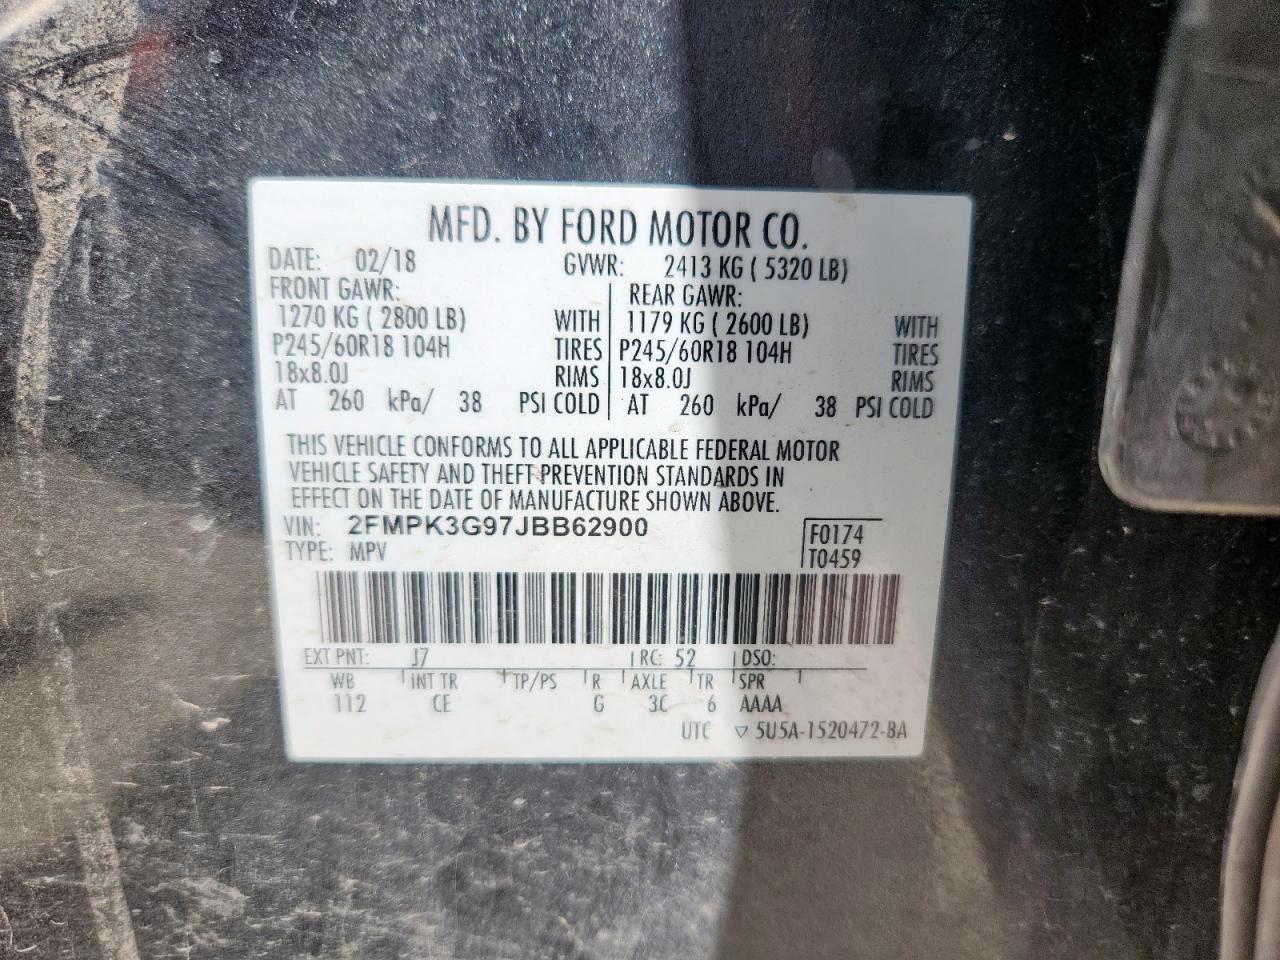 MFD. BY FORD MOTOR CO.
DATE: 02/18 GVWR: 2413 KG ( 5320 LB)
FRONT GAWR: REAR GAWR:
1270 KG ( 2800 LB) WITH 1179 KG ( 2600 LB) WITH
P245/60R18 104H TIRES P245/60R18 104H TIRES
18x8.0J RIMS 18x8.0J RIMS
AT 260 kPa/ 38 PSI COLD AT 260 kPa/ 38 PSI COLD
THIS VEHICLE CONFORMS TO ALL APPLICABLE FEDERAL MOTOR
VEHICLE SAFETY AND THEFT PREVENTION STANDARDS IN
EFFECT ON THE DATE OF MANUFACTURE SHOWN ABOVE.
VIN: 2FMPK3G97JBB62900 F0174
TYPE: MPV T0459
EXT PNT: J7 RC: 52 DSO:
WB INT TR TP/PS R AXLE TR SPR
112 CE G 3C 6 AAAA
UTC ▽ 5U5A-1520472-BA